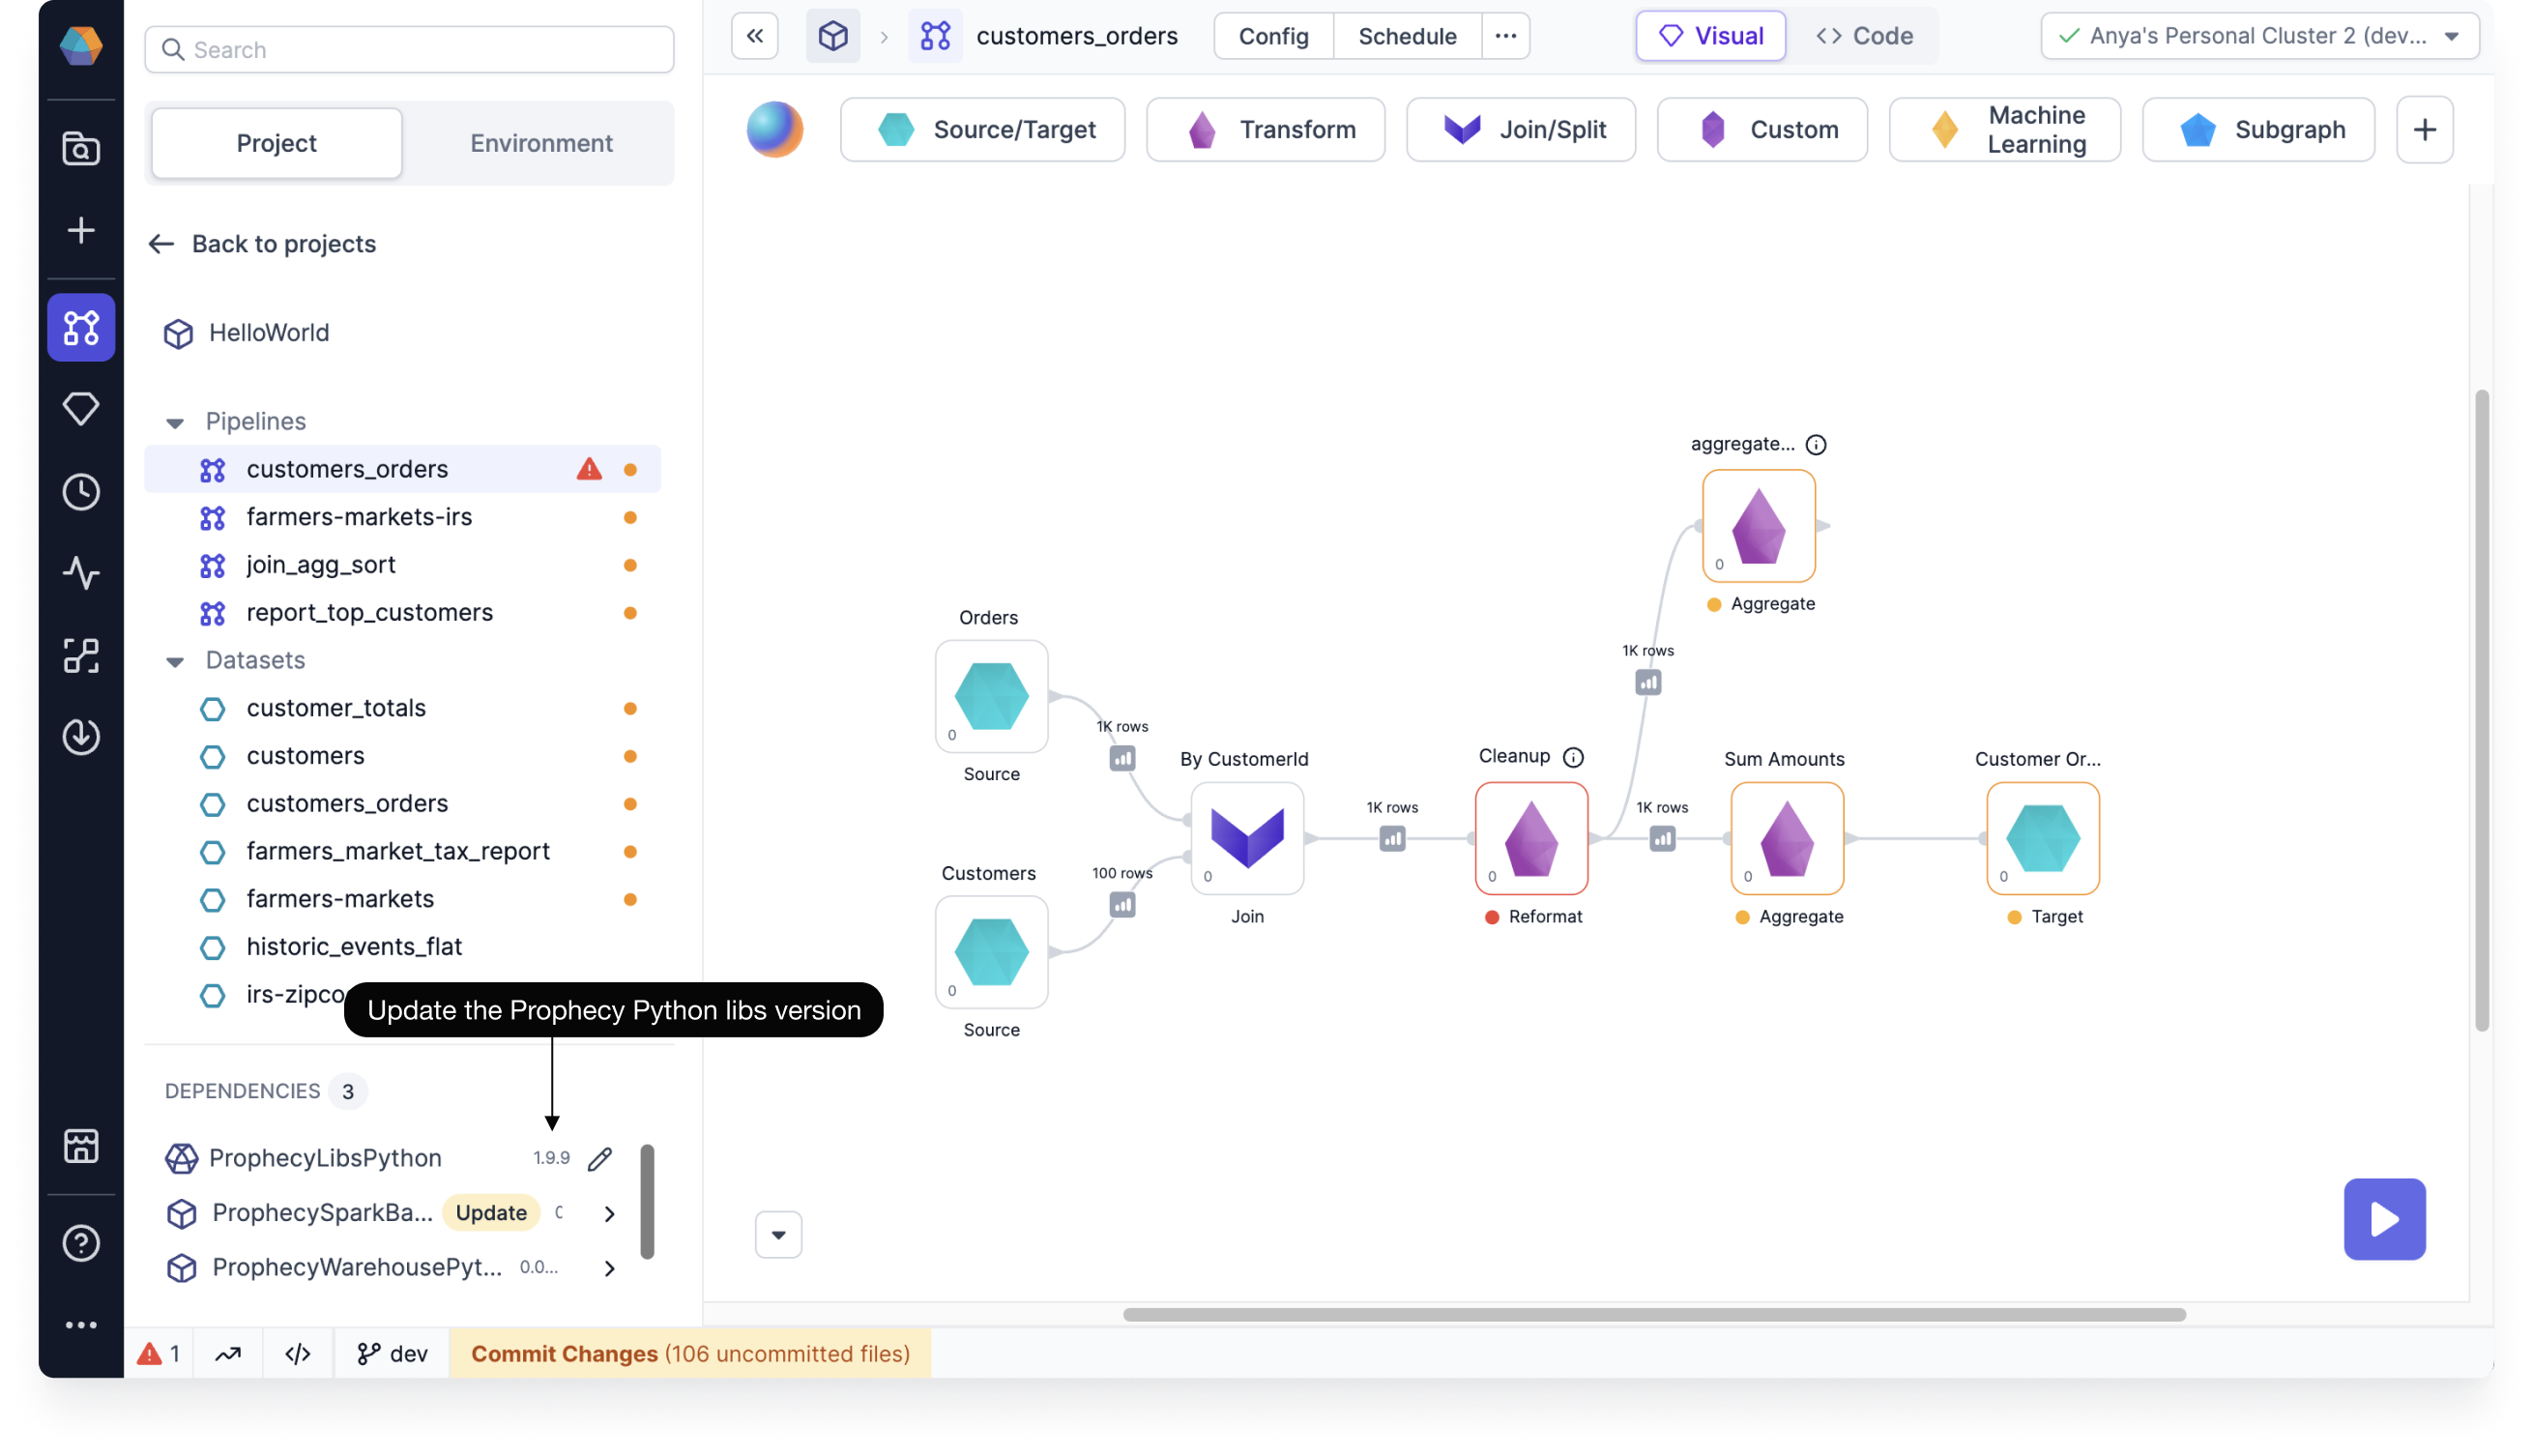 Search
Project
Environment
Back to projects
HelloWorld
Pipelines
customers_orders
farmers-markets-irs
join_agg_sort
report_top_customers
Datasets
customer_totals
customers
customers_orders
farmers_market_tax_report
farmers-markets
historic_events_flat
irs-zipco
Update the Prophecy Python libs version
DEPENDENCIES 3
ProphecyLibsPython 1.9.9
ProphecySparkBa... Update
ProphecyWarehousePyt... 0.0...
1
dev
Commit Changes (106 uncommitted files)
customers_orders
Config
Schedule
Visual
Code
Anya's Personal Cluster 2 (dev...
Source/Target
Transform
Join/Split
Custom
Machine
Learning
Subgraph
aggregate...
0
Aggregate
1K rows
Orders
0
Source
1K rows
Customers
0
Source
100 rows
By CustomerId
0
Join
1K rows
Cleanup
0
Reformat
1K rows
Sum Amounts
0
Aggregate
Customer Or...
0
Target